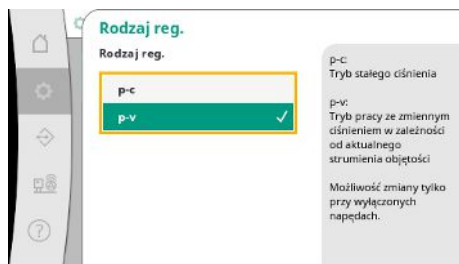 Rodzaj reg.
Rodzaj reg.
p-c
p-v
p-c:
Tryb stałego ciśnienia
p-v:
Tryb pracy ze zmiennym
ciśnieniem w zależności
od aktualnego
strumienia objętości
Możliwość zmiany tylko
przy wyłączonych
napędach.